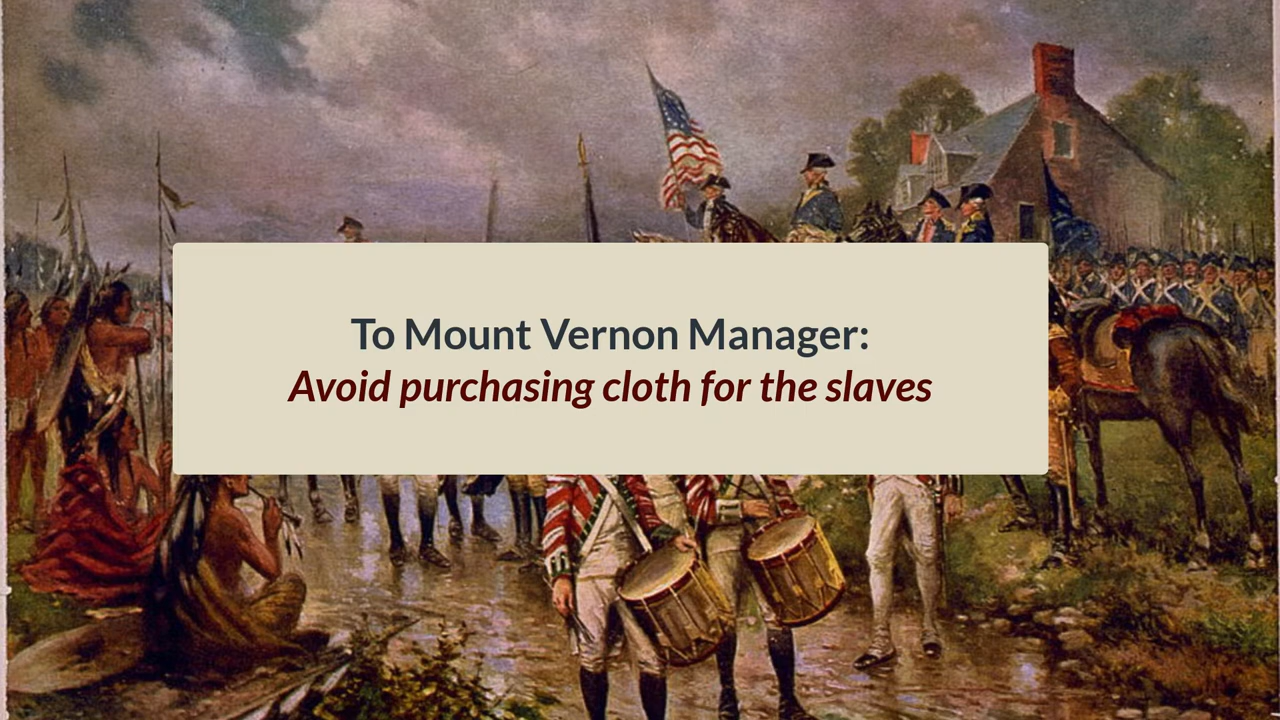 To Mount Vernon Manager:
Avoid purchasing cloth for the slaves